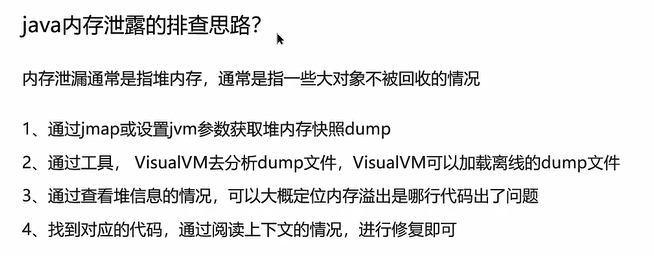 java内存泄露的排查思路？
内存泄漏通常是指堆内存，通常是指一些大对象不被回收的情况
1、通过jmap或设置jvm参数获取堆内存快照dump
2、通过工具， VisualVM去分析dump文件，VisualVM可以加载离线的dump文件
3、通过查看堆信息的情况，可以大概定位内存溢出是哪行代码出了问题
4、找到对应的代码，通过阅读上下文的情况，进行修复即可